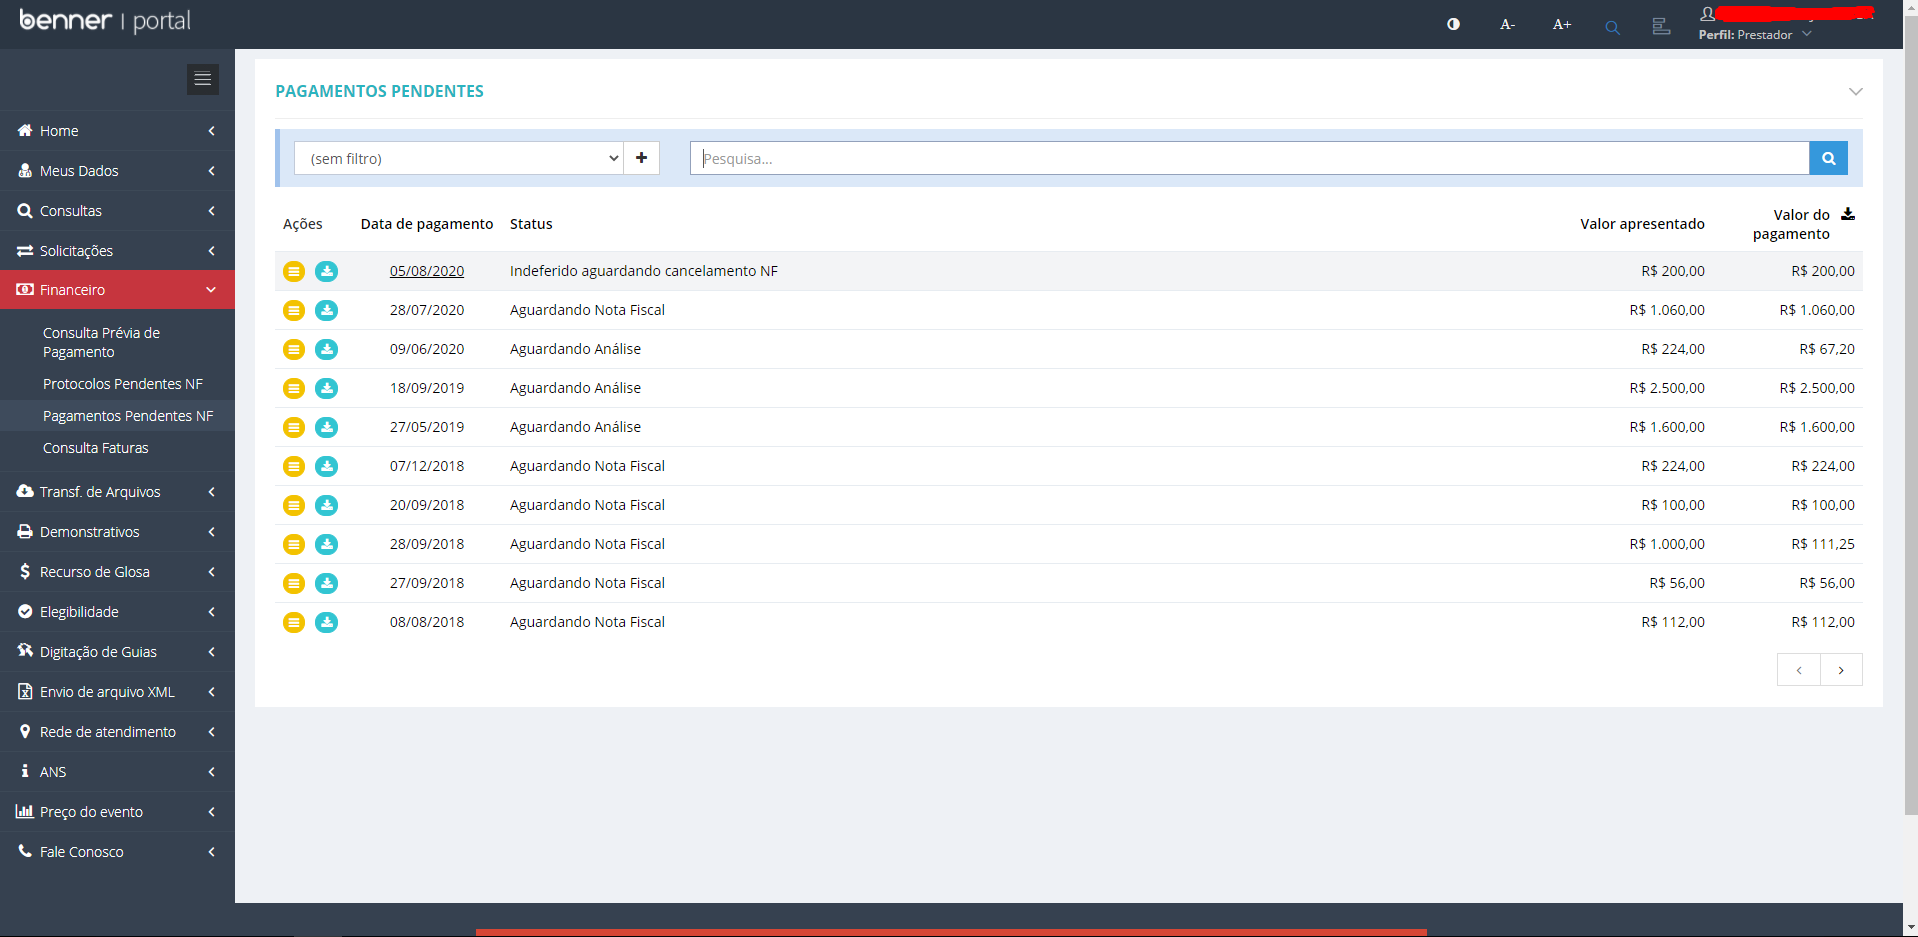 benner | portal
A-
A+
Perfil: Prestador
Home
Meus Dados
Consultas
Solicitações
Financeiro
Consulta Prévia de
Pagamento
Protocolos Pendentes NF
Pagamentos Pendentes NF
Consulta Faturas
Transf. de Arquivos
Demonstrativos
Recurso de Glosa
Elegibilidade
Digitação de Guias
Envio de arquivo XML
Rede de atendimento
ANS
Preço do evento
Fale Conosco
PAGAMENTOS PENDENTES
(sem filtro)
Pesquisa...
Ações Data de pagamento Status Valor apresentado Valor do
pagamento
05/08/2020 Indeferido aguardando cancelamento NF R$ 200,00 R$ 200,00
28/07/2020 Aguardando Nota Fiscal R$ 1.060,00 R$ 1.060,00
09/06/2020 Aguardando Análise R$ 224,00 R$ 67,20
18/09/2019 Aguardando Análise R$ 2.500,00 R$ 2.500,00
27/05/2019 Aguardando Análise R$ 1.600,00 R$ 1.600,00
07/12/2018 Aguardando Nota Fiscal R$ 224,00 R$ 224,00
20/09/2018 Aguardando Nota Fiscal R$ 100,00 R$ 100,00
28/09/2018 Aguardando Nota Fiscal R$ 1.000,00 R$ 111,25
27/09/2018 Aguardando Nota Fiscal R$ 56,00 R$ 56,00
08/08/2018 Aguardando Nota Fiscal R$ 112,00 R$ 112,00